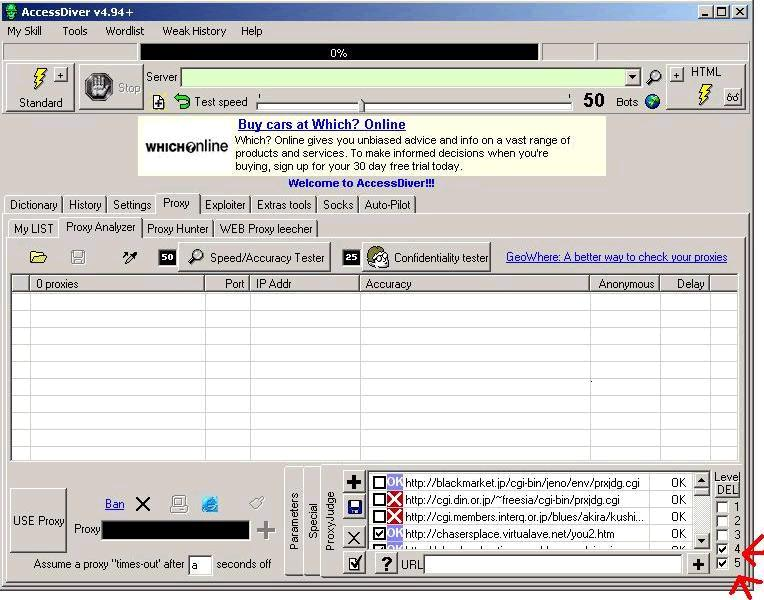 AccessDiver v4.94+
My Skill Tools Wordlist Weak History Help
0%
Standard
Stop
Server
Test speed
50 Bots
HTML
WHICH?online
Buy cars at Which? Online
Which? Online gives you unbiased advice and info on a vast range of
products and services. To make informed decisions when you're
buying, sign up for your 30 day free trial today.
Welcome to AccessDiver!!!
Dictionary History Settings Proxy Exploiter Extras tools Socks Auto-Pilot
My LIST Proxy Analyzer Proxy Hunter WEB Proxy leecher
50 Speed/Accuracy Tester 25 Confidentiality tester GeoWhere: A better way to check your proxies
0 proxies Port IP Addr Accuracy Anonymous Delay
USE Proxy
Ban
Proxy
Assume a proxy "times-out' after a seconds off
Parameters
Special
ProxyJudge
OK http://blackmarket.jp/cgi-bin/jeno/env/prxjdg.cgi OK
http://cgi.din.or.jp/~freesia/cgi-bin/prxjdg.cgi OK
http://cgi.members.interq.or.jp/blues/akira/kushi... OK
OK http://chasersplace.virtualave.net/you2.htm OK
? URL
Level
DEL
1
2
3
4
5